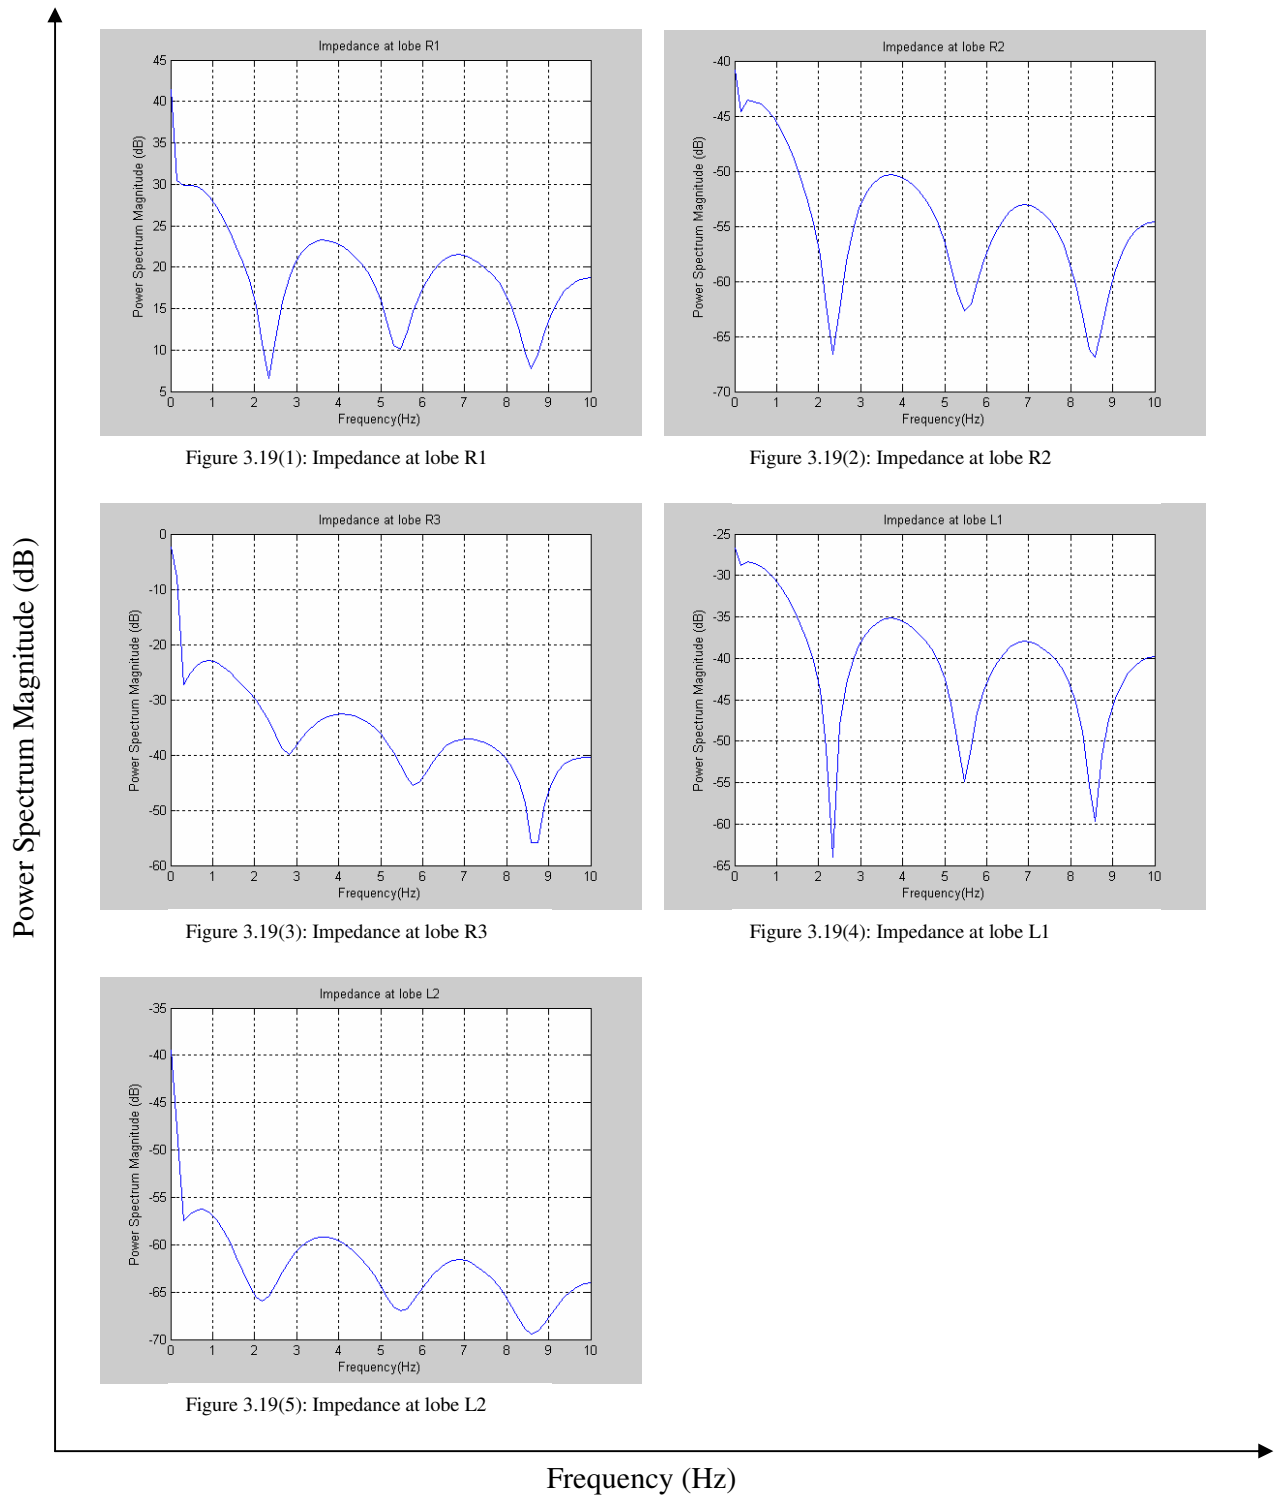 Power Spectrum Magnitude (dB)
Impedance at lobe R1
Power Spectrum Magnitude (dB)
45
40
35
30
25
20
15
10
5
0 1 2 3 4 5 6 7 8 9 10
Frequency(Hz)
Figure 3.19(1): Impedance at lobe R1
Impedance at lobe R2
Power Spectrum Magnitude (dB)
-40
-45
-50
-55
-60
-65
-70
0 1 2 3 4 5 6 7 8 9 10
Frequency(Hz)
Figure 3.19(2): Impedance at lobe R2
Impedance at lobe R3
Power Spectrum Magnitude (dB)
0
-10
-20
-30
-40
-50
-60
0 1 2 3 4 5 6 7 8 9 10
Frequency(Hz)
Figure 3.19(3): Impedance at lobe R3
Impedance at lobe L1
Power Spectrum Magnitude (dB)
-25
-30
-35
-40
-45
-50
-55
-60
-65
0 1 2 3 4 5 6 7 8 9 10
Frequency(Hz)
Figure 3.19(4): Impedance at lobe L1
Impedance at lobe L2
Power Spectrum Magnitude (dB)
-35
-40
-45
-50
-55
-60
-65
-70
0 1 2 3 4 5 6 7 8 9 10
Frequency(Hz)
Figure 3.19(5): Impedance at lobe L2
Frequency (Hz)